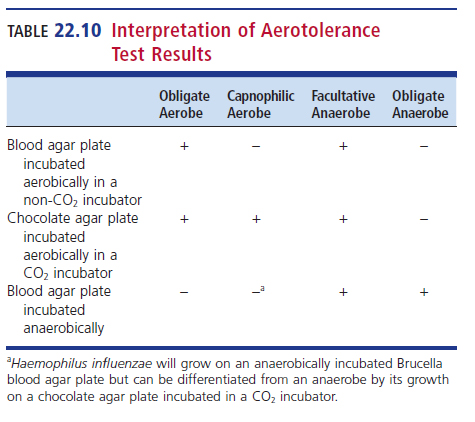 TABLE 22.10 Interpretation of Aerotolerance
Test Results
Obligate Capnophilic Facultative Obligate
Aerobe Aerobe Anaerobe Anaerobe
Blood agar plate + – + –
incubated
aerobically in a
non-CO₂ incubator
Chocolate agar plate + + + –
incubated
aerobically in a
CO₂ incubator
Blood agar plate – –ᵃ + +
incubated
anaerobically
ᵃHaemophilus influenzae will grow on an anaerobically incubated Brucella
blood agar plate but can be differentiated from an anaerobe by its growth
on a chocolate agar plate incubated in a CO₂ incubator.